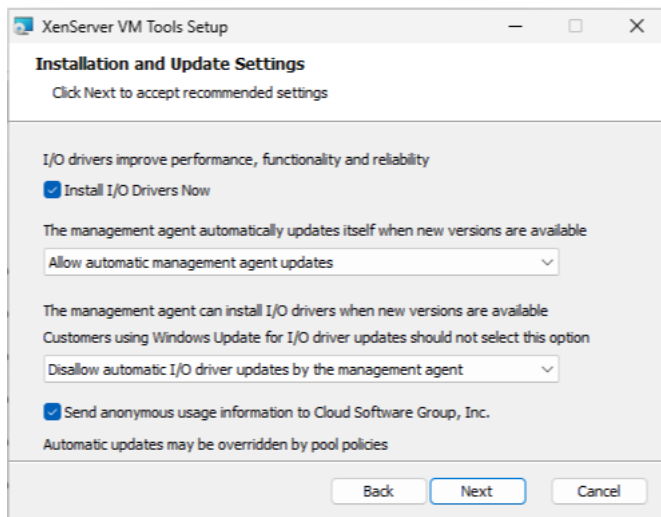 XenServer VM Tools Setup
Installation and Update Settings
Click Next to accept recommended settings
I/O drivers improve performance, functionality and reliability
Install I/O Drivers Now
The management agent automatically updates itself when new versions are available
Allow automatic management agent updates
The management agent can install I/O drivers when new versions are available
Customers using Windows Update for I/O driver updates should not select this option
Disallow automatic I/O driver updates by the management agent
Send anonymous usage information to Cloud Software Group, Inc.
Automatic updates may be overridden by pool policies
Back Next Cancel